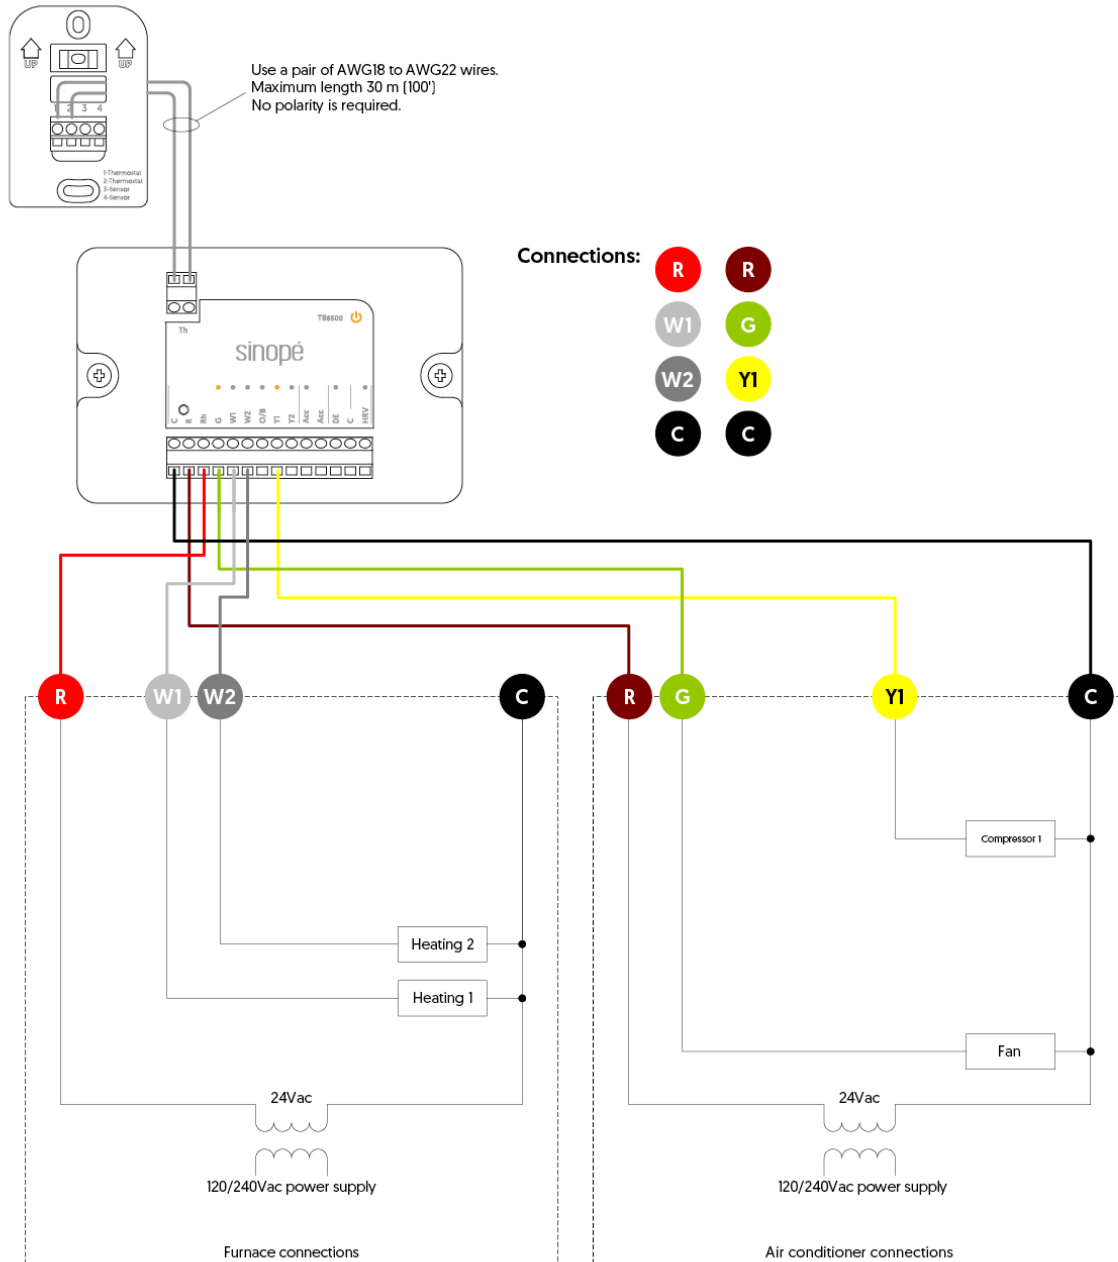 UP
UP
1 2 3 4
1-Thermostat
2-Thermostat
3-Sensor
4-Sensor
Use a pair of AWG18 to AWG22 wires.
Maximum length 30 m (100')
No polarity is required.
Connections:
R R
W1 G
W2 Y1
C C
Th
TB6500
sinopé
C R Rh G W1 W2 O/B Y1 Y2 Acc Acc DE C HRV
R W1 W2 C R G Y1 C
Compressor 1
Heating 2
Heating 1
Fan
24Vac
24Vac
120/240Vac power supply
120/240Vac power supply
Furnace connections
Air conditioner connections